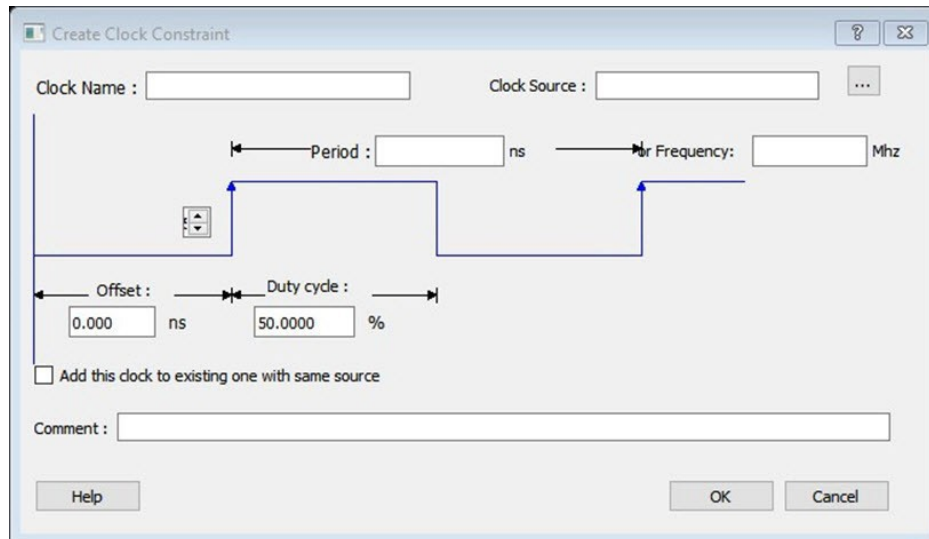 Create Clock Constraint
Clock Name : Clock Source : ...
Period : ns or Frequency: Mhz
Offset : Duty cycle :
0.000 ns 50.0000 %
Add this clock to existing one with same source
Comment :
Help OK Cancel